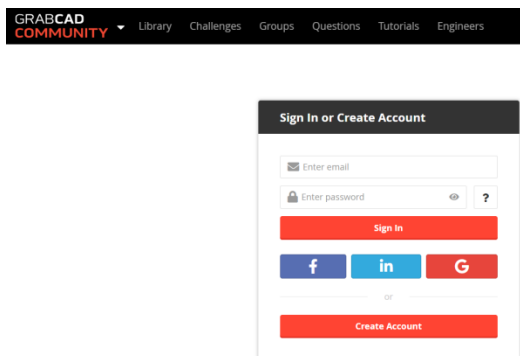 GRABCAD
COMMUNITY
Library Challenges Groups Questions Tutorials Engineers
Sign In or Create Account
Enter email
Enter password ?
Sign In
f in G
or
Create Account